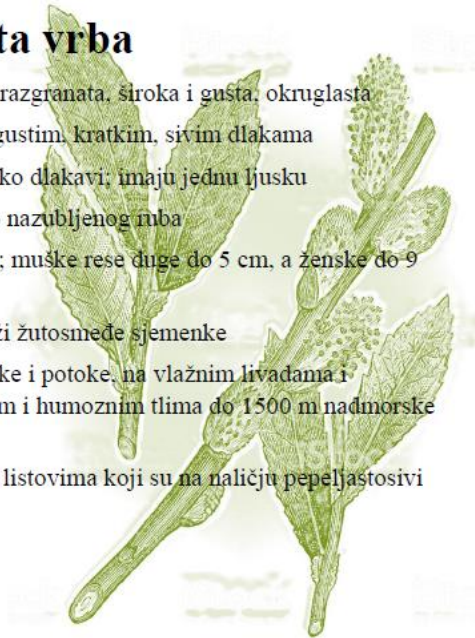 ta vrba
razgranata, široka i gusta, okruglasta
gustim, kratkim, sivim dlakama
ko dlakavi; imaju jednu ljusku
nazubljenog ruba
; muške rese duge do 5 cm, a ženske do 9
ži žutosmeđe sjemenke
ke i potoke, na vlažnim livadama i
m i humoznim tlima do 1500 m nadmorske
listovima koji su na naličju pepeljastosivi